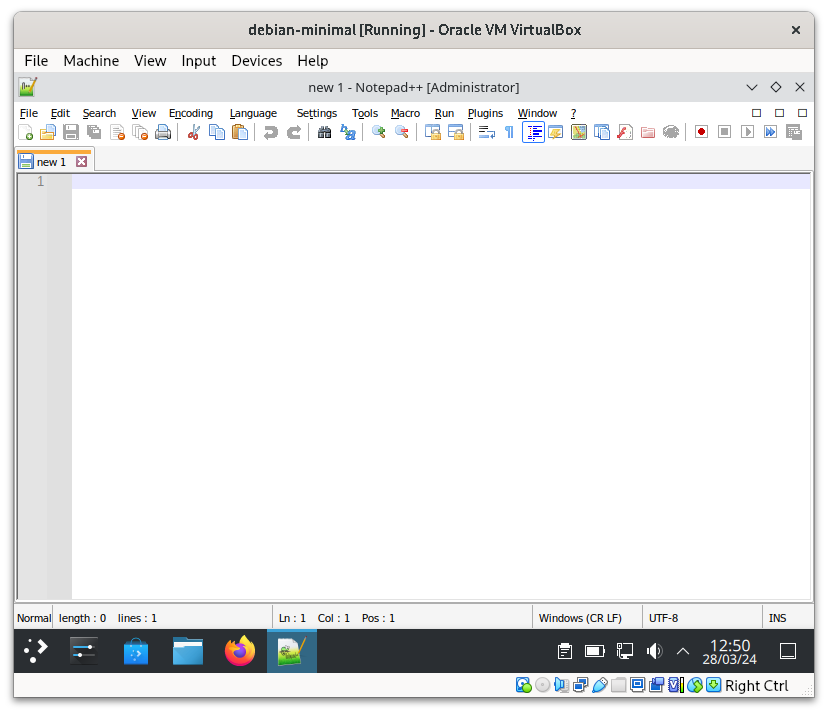 debian-minimal [Running] - Oracle VM VirtualBox
File Machine View Input Devices Help
new 1 - Notepad++ [Administrator]
File Edit Search View Encoding Language Settings Tools Macro Run Plugins Window ?
new 1
1
Normal length : 0 lines : 1 Ln : 1 Col : 1 Pos : 1 Windows (CR LF) UTF-8 INS
12:50
28/03/24
Right Ctrl